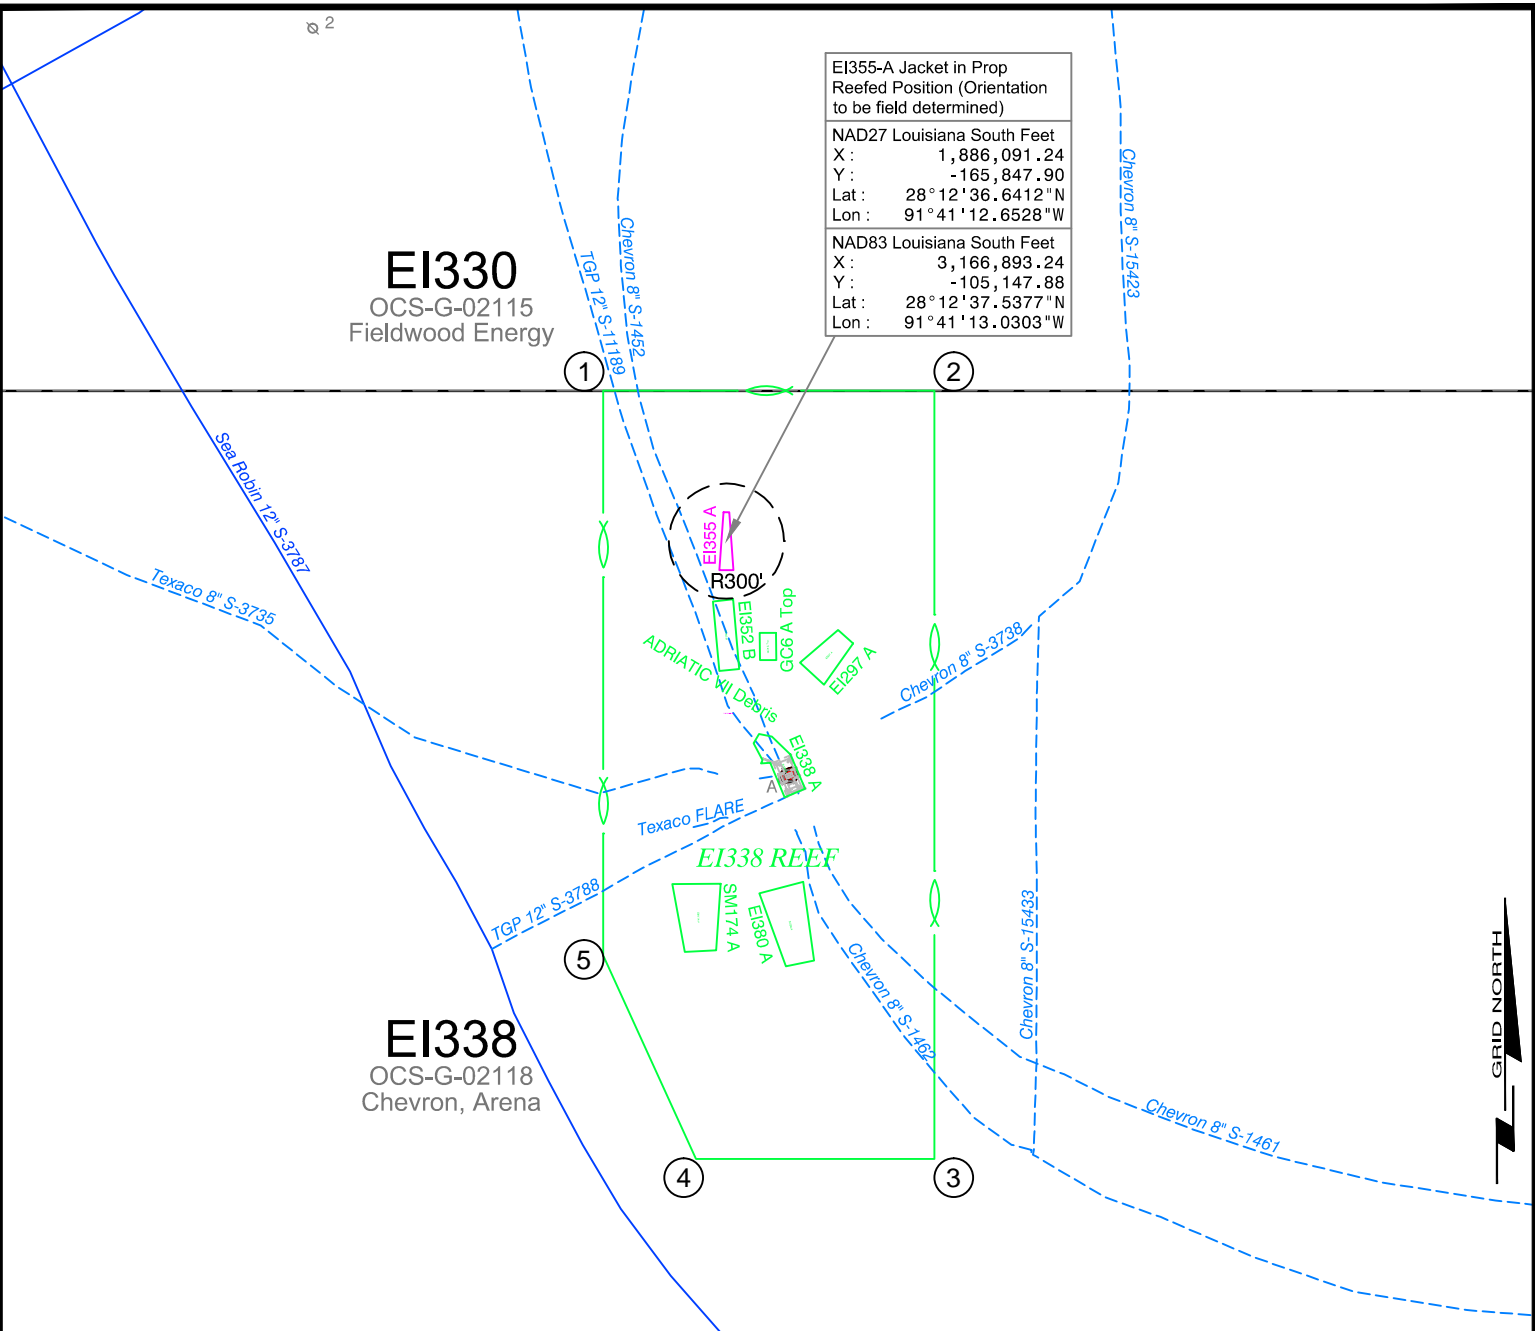 2
EI355-A Jacket in Prop
Reefed Position (Orientation
to be field determined)
NAD27 Louisiana South Feet
X : 1,886,091.24
Y : -165,847.90
Lat : 28°12'36.6412"N
Lon : 91°41'12.6528"W
NAD83 Louisiana South Feet
X : 3,166,893.24
Y : -105,147.88
Lat : 28°12'37.5377"N
Lon : 91°41'13.0303"W
Chevron 8" S-15423
Chevron 8" S-1452
TGP 12" S-11189
EI330
OCS-G-02115
Fieldwood Energy
1
2
Sea Robin 12" S-3787
EI355 A
R300'
Texaco 8" S-3735
EI352 B
GC6 A Top
EI297 A
ADRIATIC VII Debris
Chevron 8" S-3738
EI338 A
A
Texaco FLARE
EI338 REEF
TGP 12" S-3788
SM174 A
EI380 A
Chevron 8" S-1462
Chevron 8" S-15433
5
GRID NORTH
EI338
OCS-G-02118
Chevron, Arena
Chevron 8" S-1461
4
3